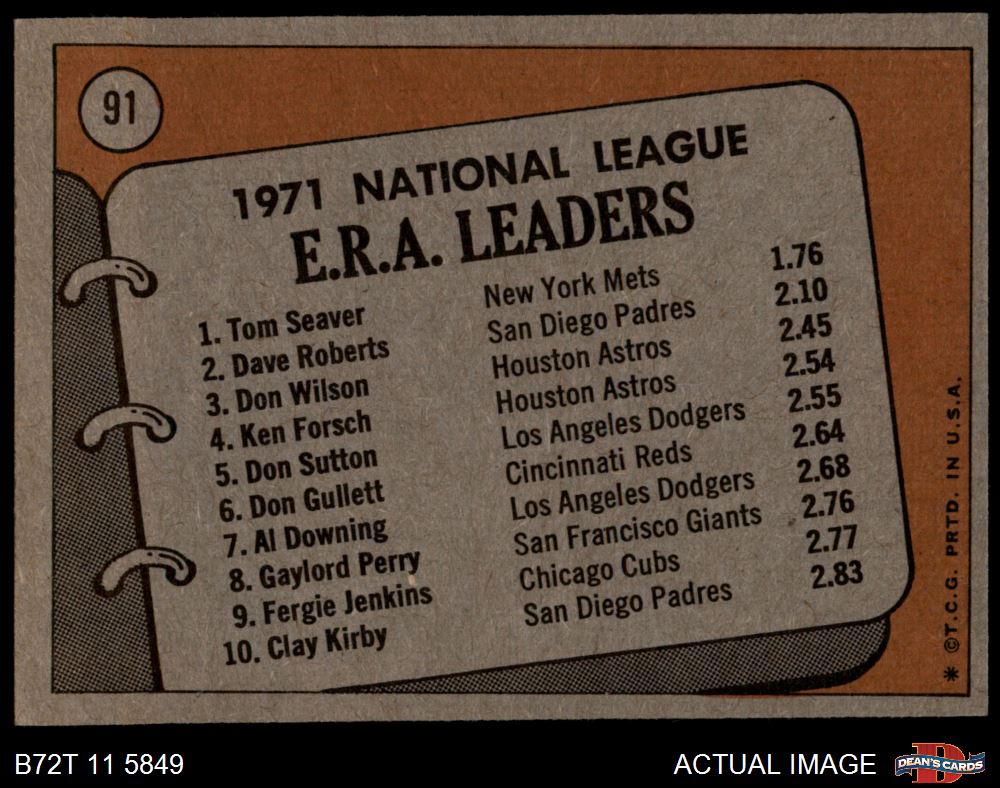 91
1971 NATIONAL LEAGUE
E.R.A. LEADERS
1. Tom Seaver New York Mets 1.76
2. Dave Roberts San Diego Padres 2.10
3. Don Wilson Houston Astros 2.45
4. Ken Forsch Houston Astros 2.54
5. Don Sutton Los Angeles Dodgers 2.55
6. Don Gullett Cincinnati Reds 2.64
7. Al Downing Los Angeles Dodgers 2.68
8. Gaylord Perry San Francisco Giants 2.76
9. Fergie Jenkins Chicago Cubs 2.77
10. Clay Kirby San Diego Padres 2.83
* ©T.C.G. PRTD. IN U.S.A.
B72T 11 5849 ACTUAL IMAGE
D
DEAN'S CARDS